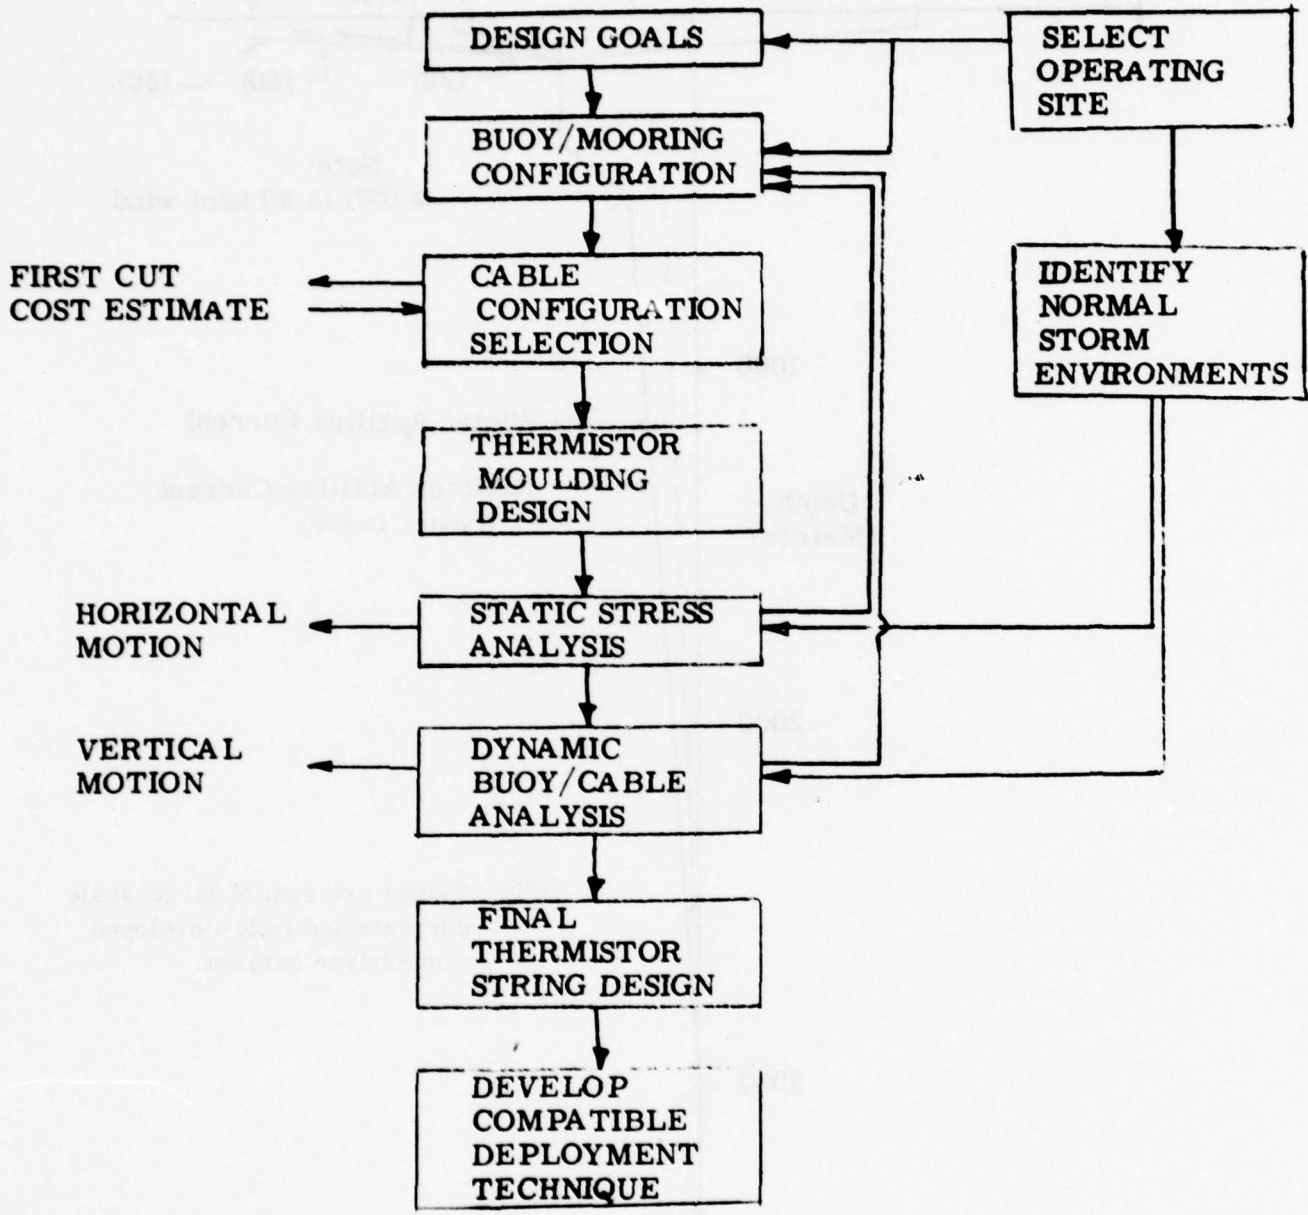 DESIGN GOALS
SELECT
OPERATING
SITE
BUOY/MOORING
CONFIGURATION
FIRST CUT
COST ESTIMATE
CABLE
CONFIGURATION
SELECTION
IDENTIFY
NORMAL
STORM
ENVIRONMENTS
THERMISTOR
MOULDING
DESIGN
HORIZONTAL
MOTION
STATIC STRESS
ANALYSIS
VERTICAL
MOTION
DYNAMIC
BUOY/CABLE
ANALYSIS
FINAL
THERMISTOR
STRING DESIGN
DEVELOP
COMPATIBLE
DEPLOYMENT
TECHNIQUE